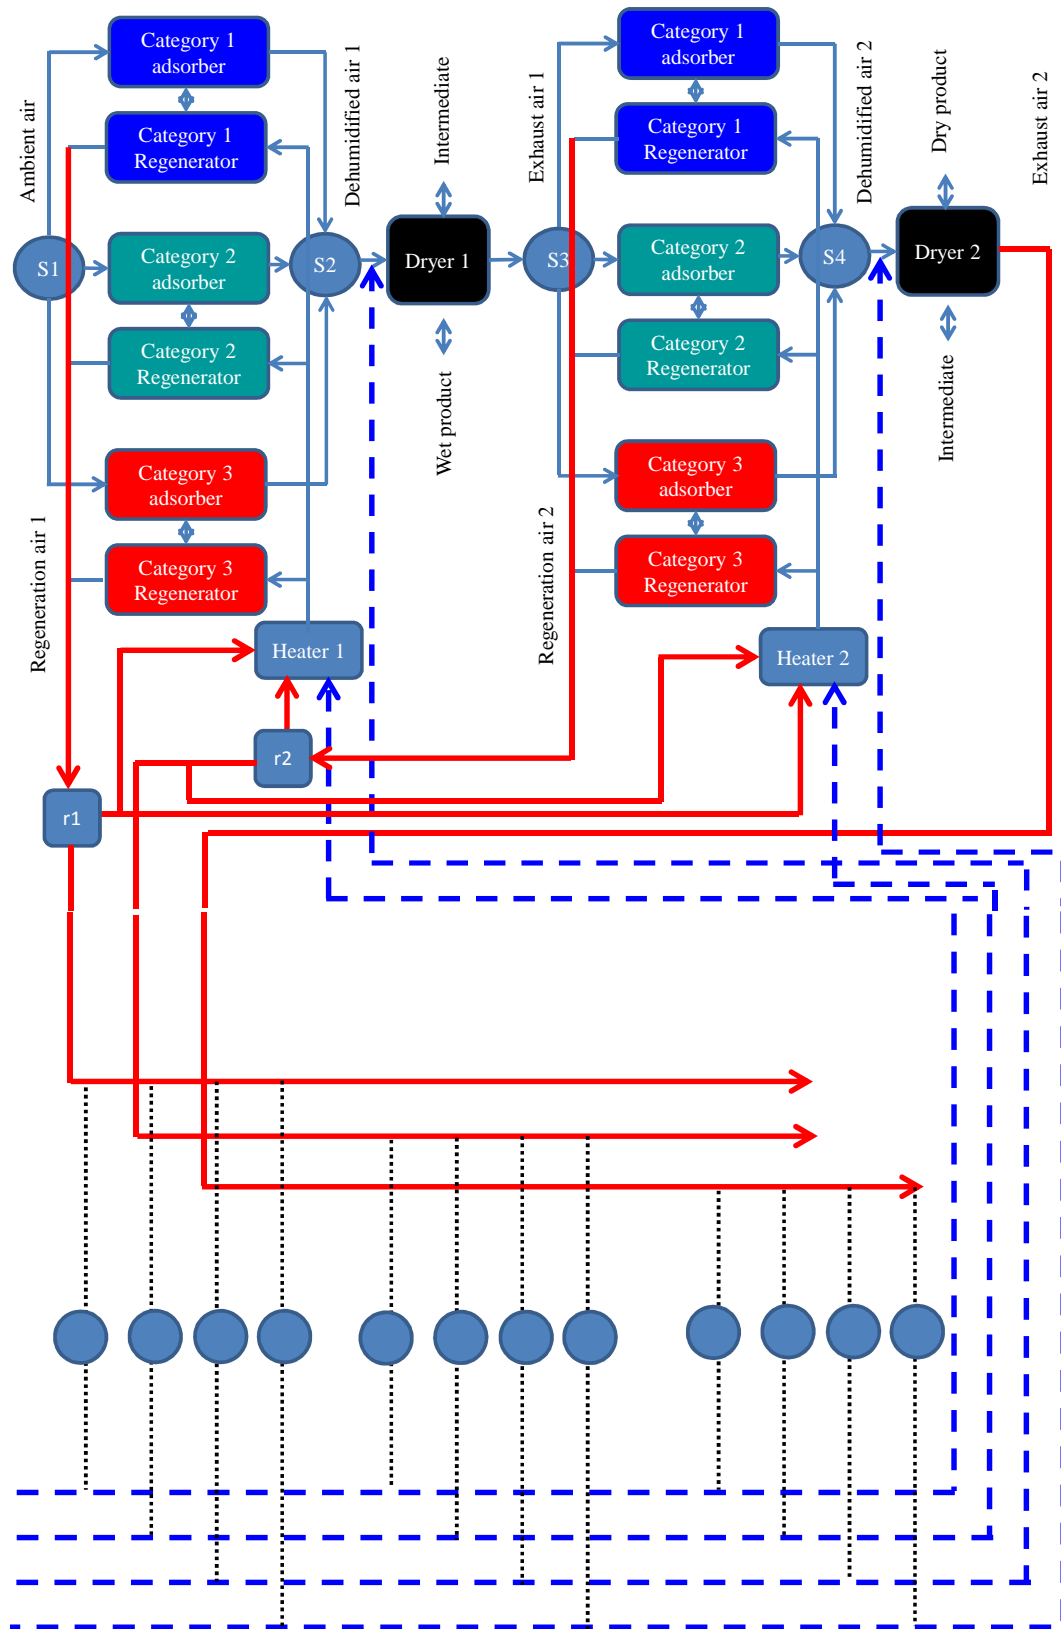 Ambient air
Category 1
adsorber
Category 1
Regenerator
S1
Category 2
adsorber
Category 2
Regenerator
Category 3
adsorber
Category 3
Regenerator
Regeneration air 1
Dehumidified air 1
S2
Intermediate
Dryer 1
Wet product
Heater 1
r2
r1
Exhaust air 1
Category 1
adsorber
Category 1
Regenerator
S3
Category 2
adsorber
Category 2
Regenerator
Category 3
adsorber
Category 3
Regenerator
Regeneration air 2
Dehumidified air 2
S4
Dry product
Dryer 2
Intermediate
Exhaust air 2
Heater 2